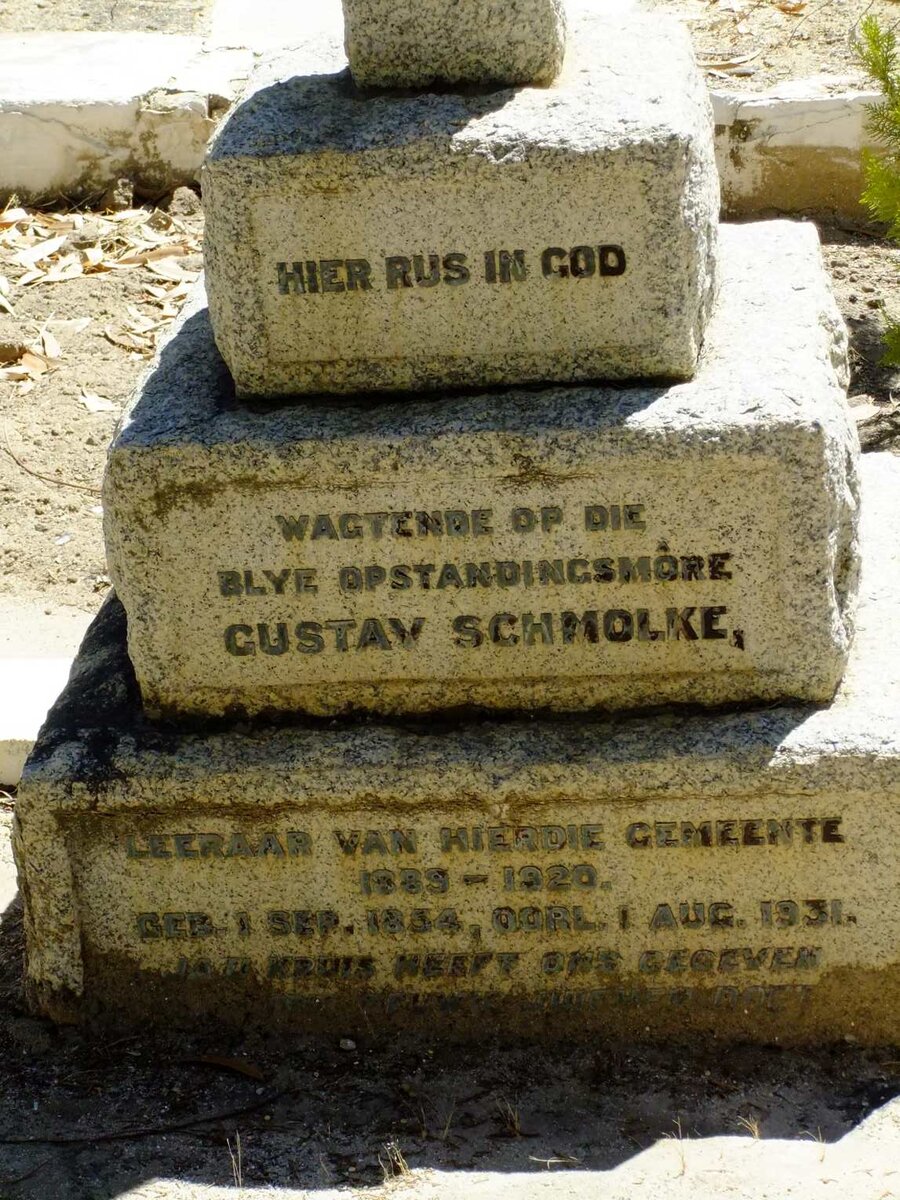 HIER RUS IN GOD
WAGTENDE OP DIE
BLYE OPSTANDINGSMÔRE
GUSTAV SCHMOLKE,
LEERAAR VAN HIERDIE GEMEENTE
1889 – 1920.
GEB. 1 SEP. 1854, OORL. 1 AUG. 1931.
KRUIS HEEFT ONS GEGEVEN